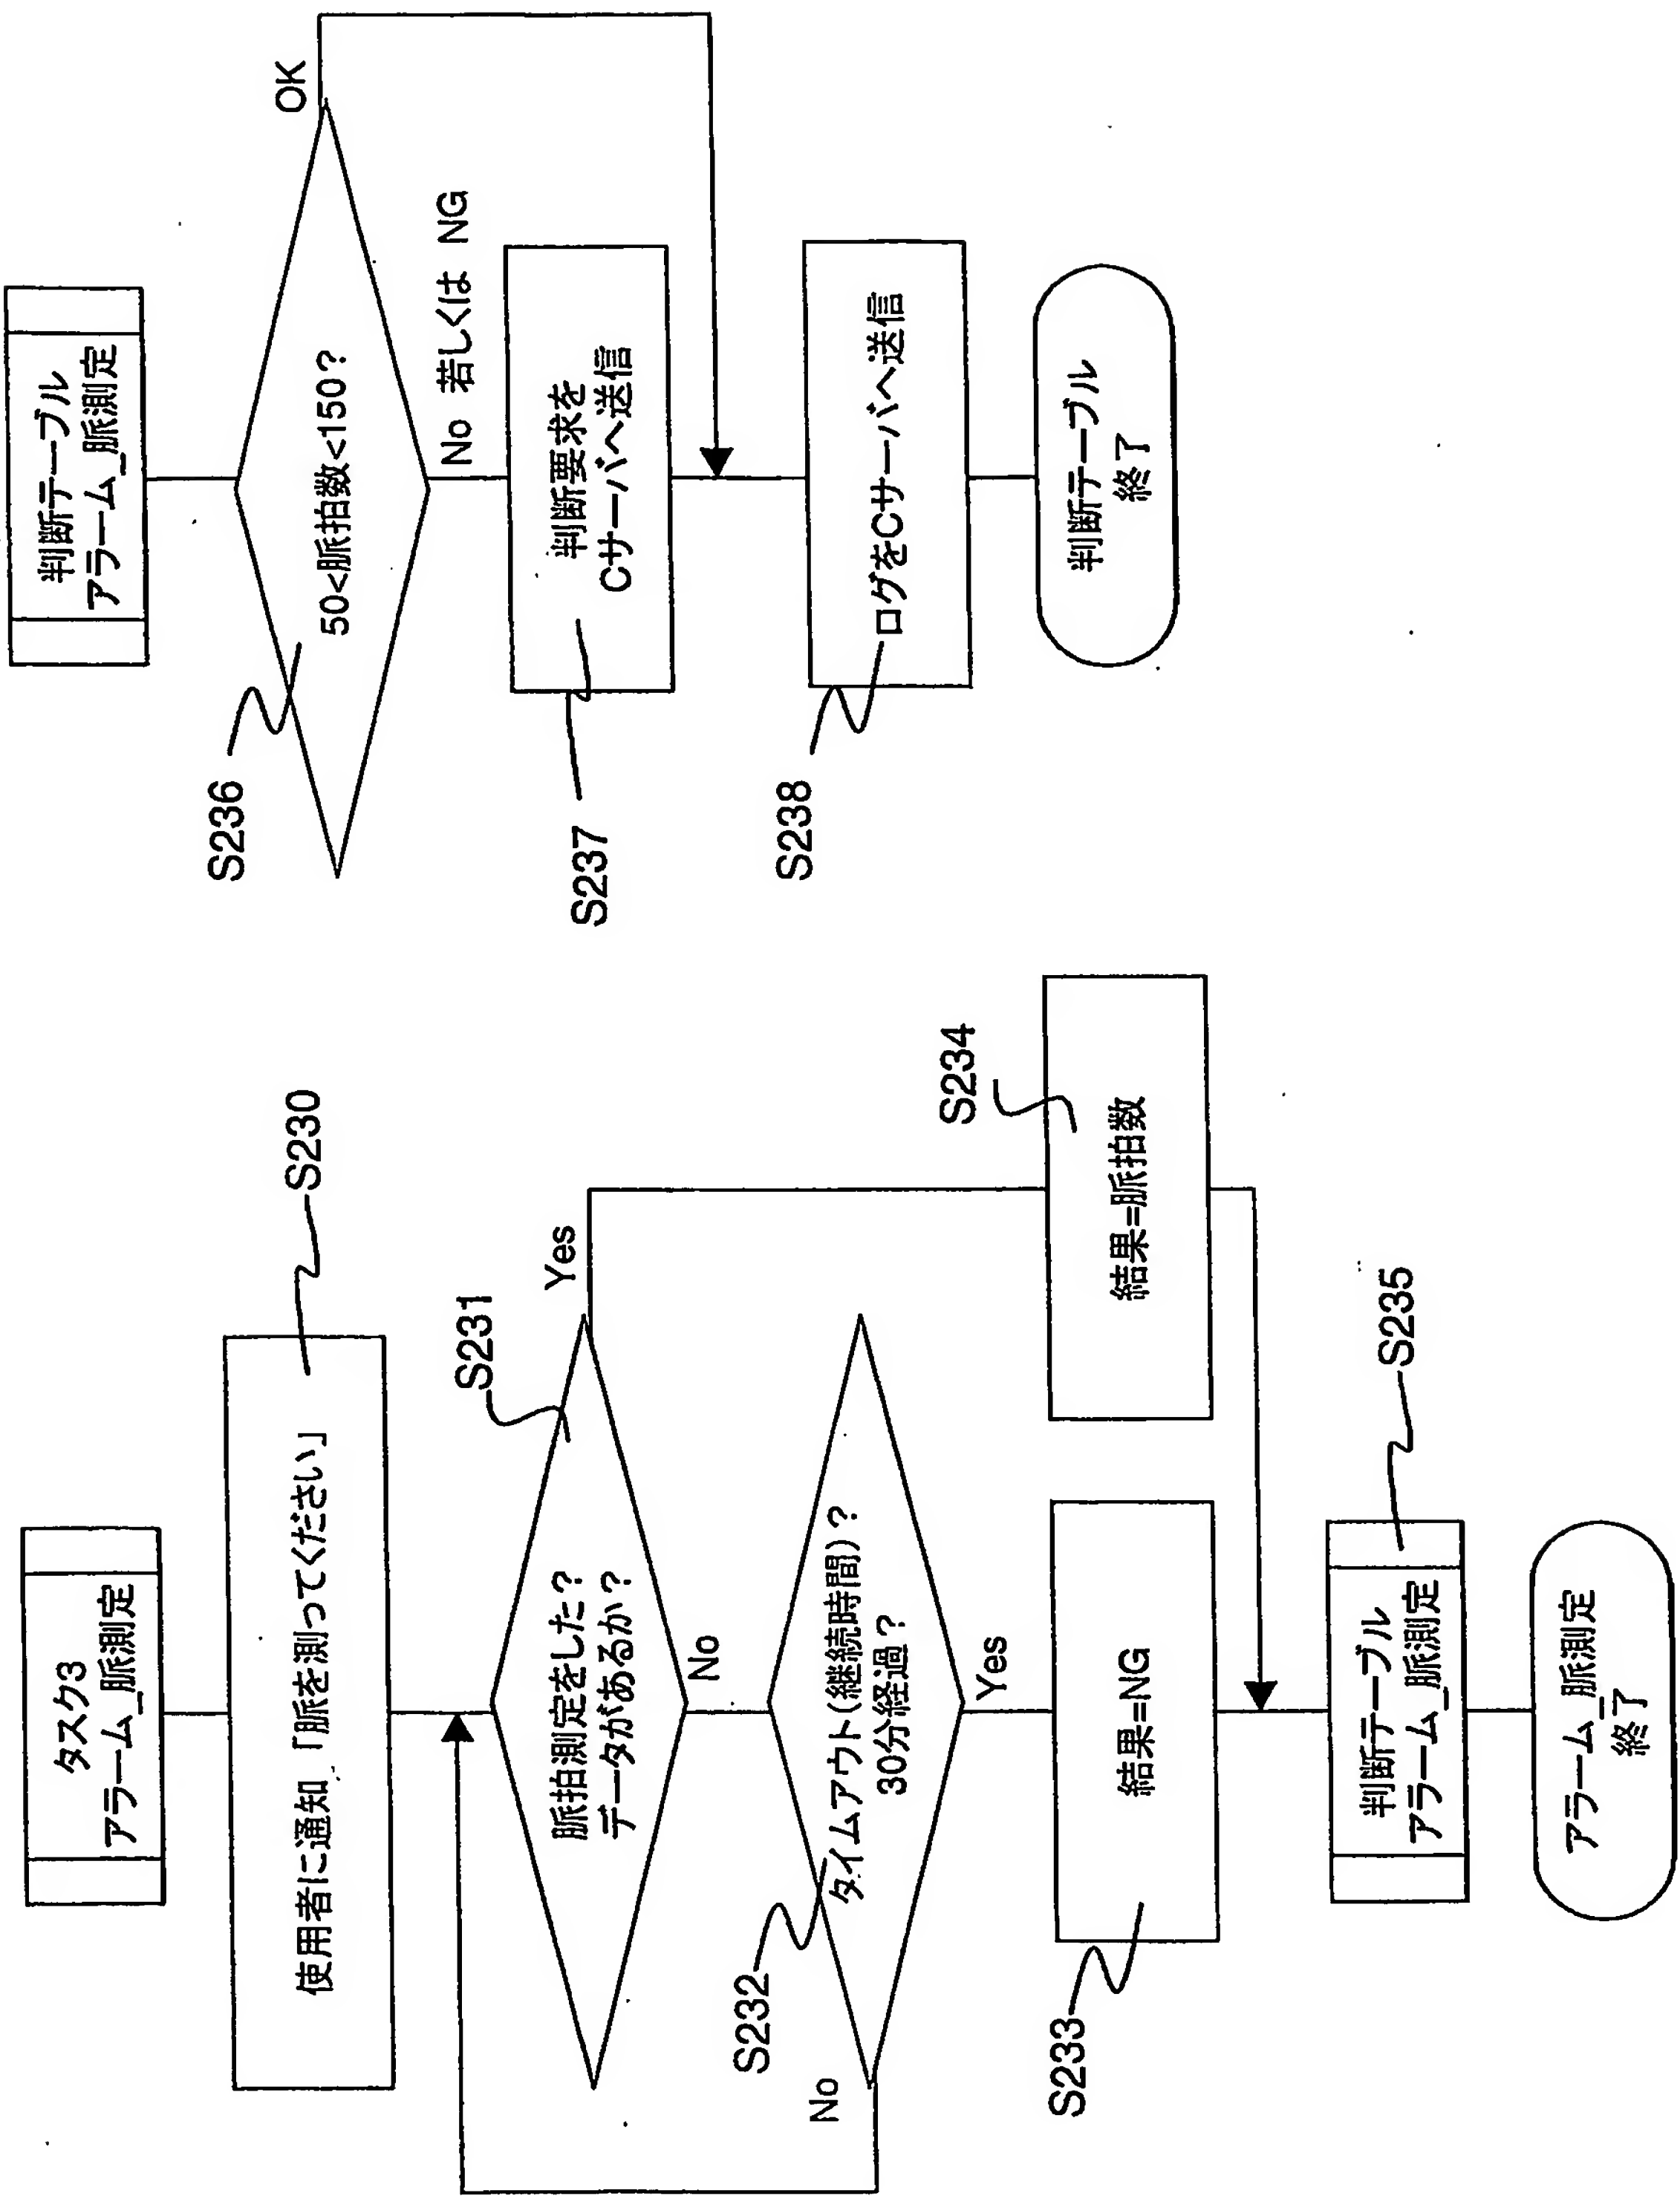 タスク3
アラーム_脈測定
使用者に通知「脈を測ってください」
S230
脈拍測定をした?
データがあるか?
S231
Yes
No
タイムアウト(継続時間)?
30分経過?
S232
No
Yes
結果=NG
S233
結果=脈拍数
S234
判断テーブル
アラーム_脈測定
S235
アラーム_脈測定
終了
判断テーブル
アラーム_脈測定
50<脈拍数<150?
S236
OK
No 若しくは NG
判断要求を
Cサーバへ送信
S237
ログをCサーバへ送信
S238
判断テーブル
終了